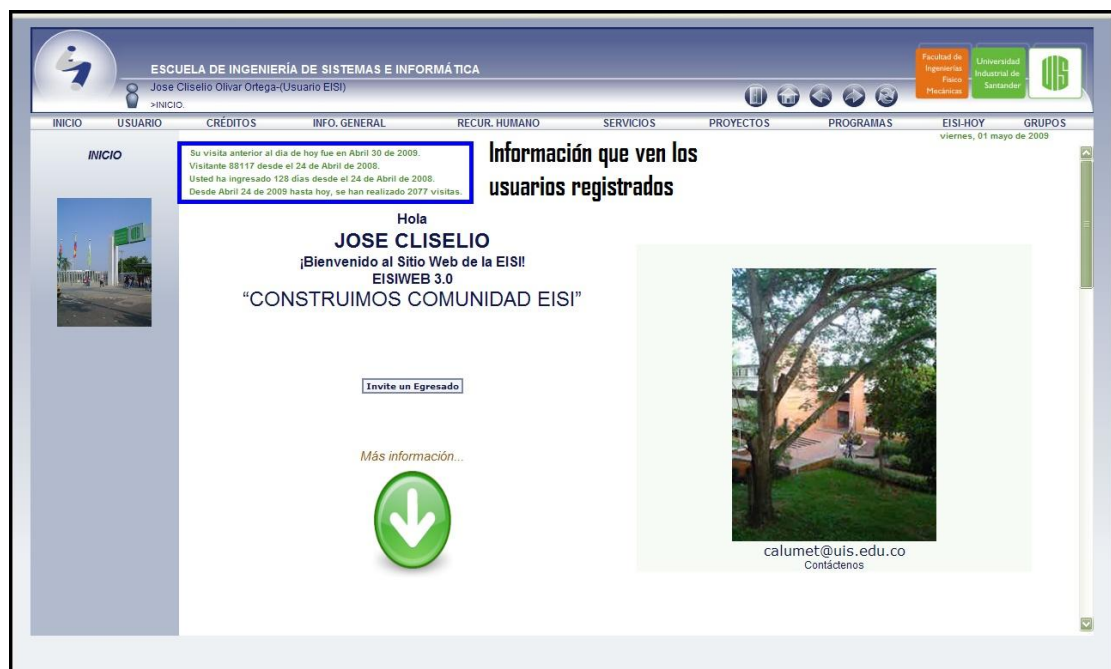 ESCUELA DE INGENIERÍA DE SISTEMAS E INFORMÁTICA
Jose Cliselio Olivar Ortega-(Usuario EISI)
>INICIO.
Facultad de
Ingenierías
Físico
Mecánicas
Universidad
Industrial de
Santander
UIS
INICIO USUARIO CRÉDITOS INFO. GENERAL RECUR. HUMANO SERVICIOS PROYECTOS PROGRAMAS EISI-HOY GRUPOS
viernes, 01 mayo de 2009
INICIO
Su visita anterior al dia de hoy fue en Abril 30 de 2009.
Visitante 88117 desde el 24 de Abril de 2008.
Usted ha ingresado 128 días desde el 24 de Abril de 2008.
Desde Abril 24 de 2009 hasta hoy, se han realizado 2077 visitas.
Información que ven los
usuarios registrados
Hola
JOSE CLISELIO
¡Bienvenido al Sitio Web de la EISI!
EISIWEB 3.0
“CONSTRUIMOS COMUNIDAD EISI”
Invite un Egresado
Más información...
calumet@uis.edu.co
Contáctenos